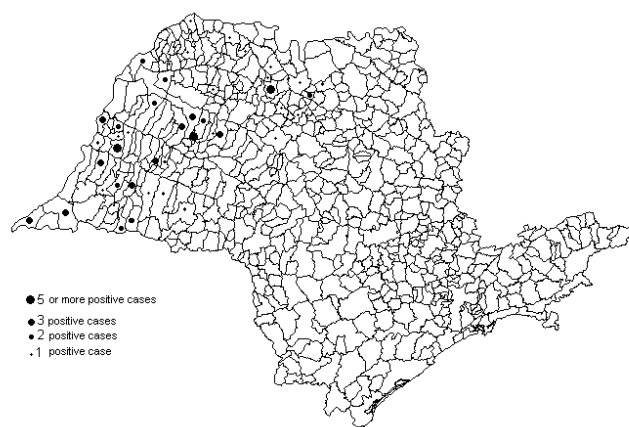 5 or more positive cases
3 positive cases
2 positive cases
1 positive case